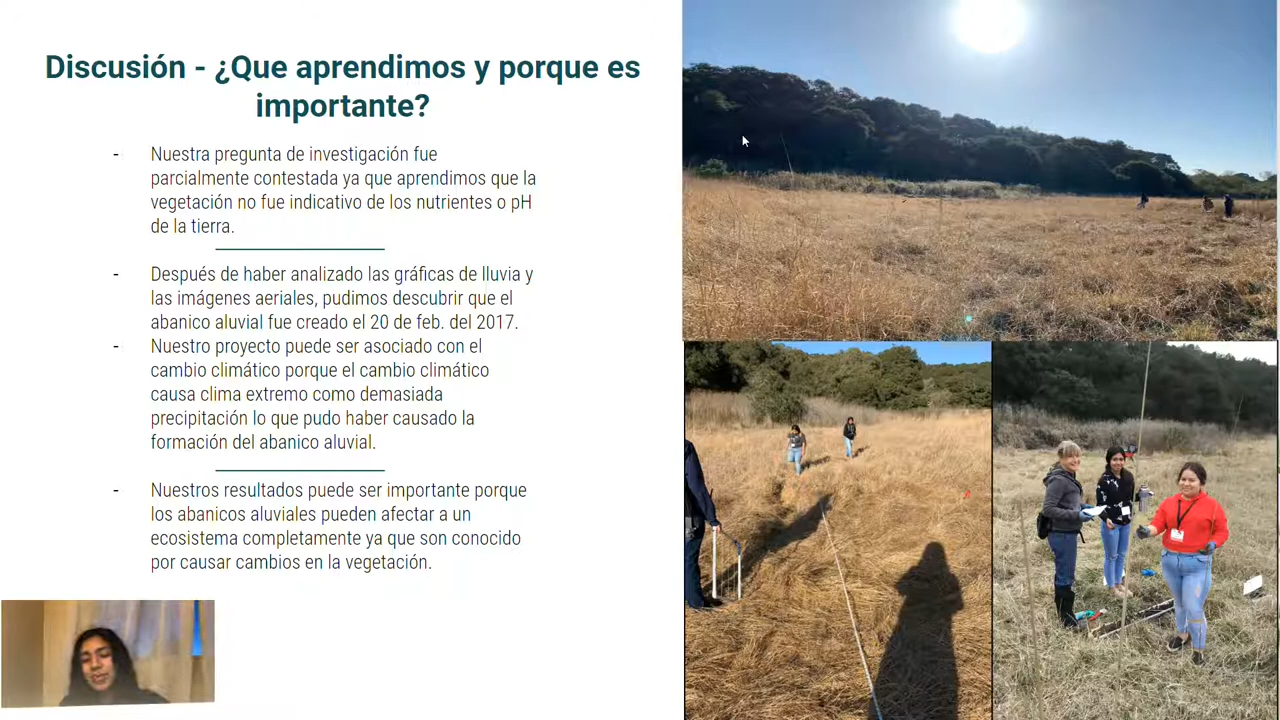 Discusión - ¿Que aprendimos y porque es
importante?
- Nuestra pregunta de investigación fue
parcialmente contestada ya que aprendimos que la
vegetación no fue indicativo de los nutrientes o pH
de la tierra.
- Después de haber analizado las gráficas de lluvia y
las imágenes aeriales, pudimos descubrir que el
abanico aluvial fue creado el 20 de feb. del 2017.
- Nuestro proyecto puede ser asociado con el
cambio climático porque el cambio climático
causa clima extremo como demasiada
precipitación lo que pudo haber causado la
formación del abanico aluvial.
- Nuestros resultados puede ser importante porque
los abanicos aluviales pueden afectar a un
ecosistema completamente ya que son conocido
por causar cambios en la vegetación.